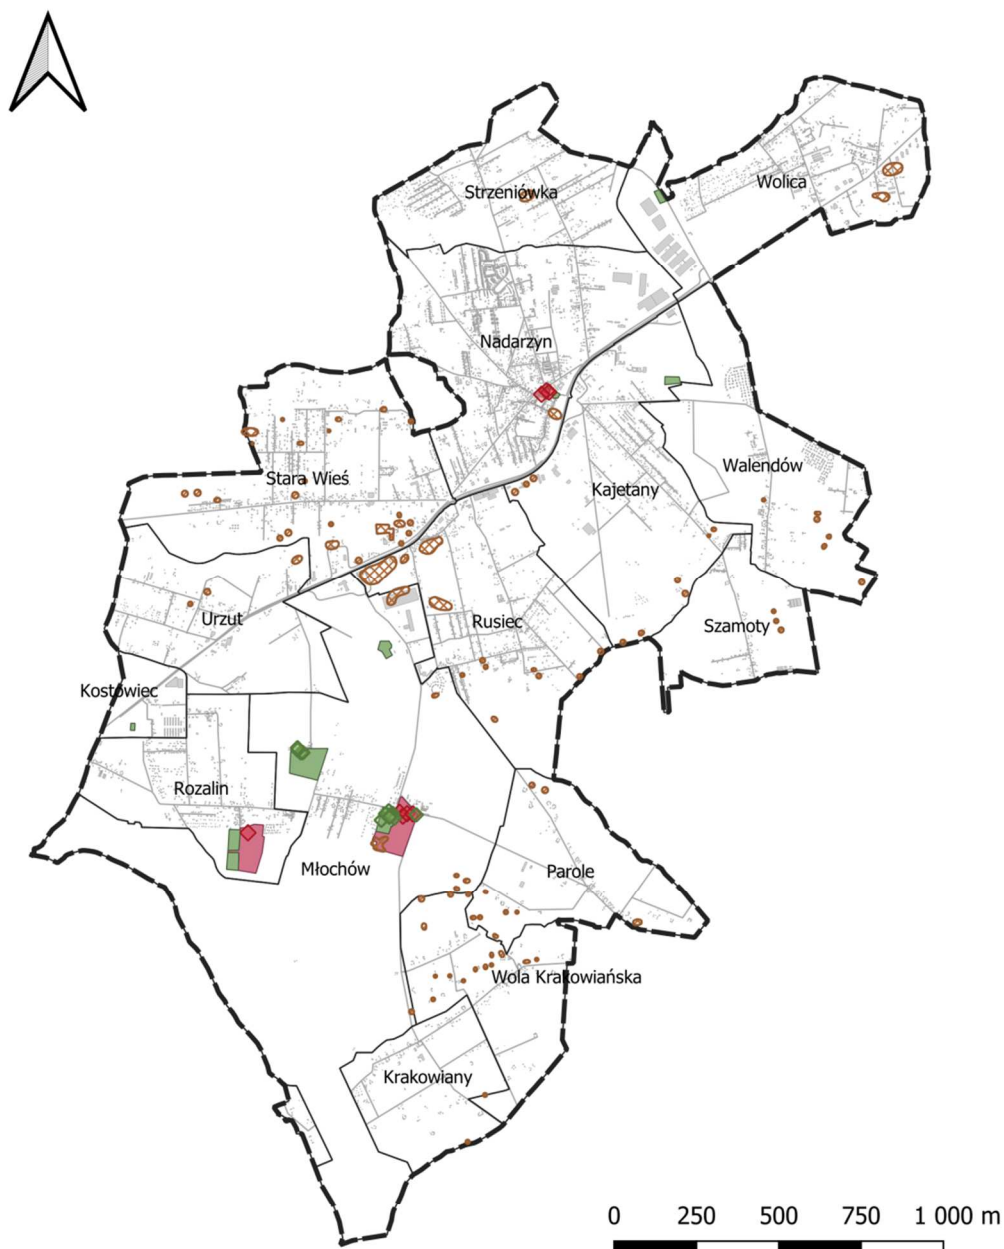 Wolica
Strzeniówka
Nadarzyn
Walendów
Stara Wieś
Kajetany
Urzut
Rusiec
Szamoty
Kostowiec
Rozalin
Młochów
Parole
Wola Krakowiańska
Krakowiany
0 250 500 750 1 000 m